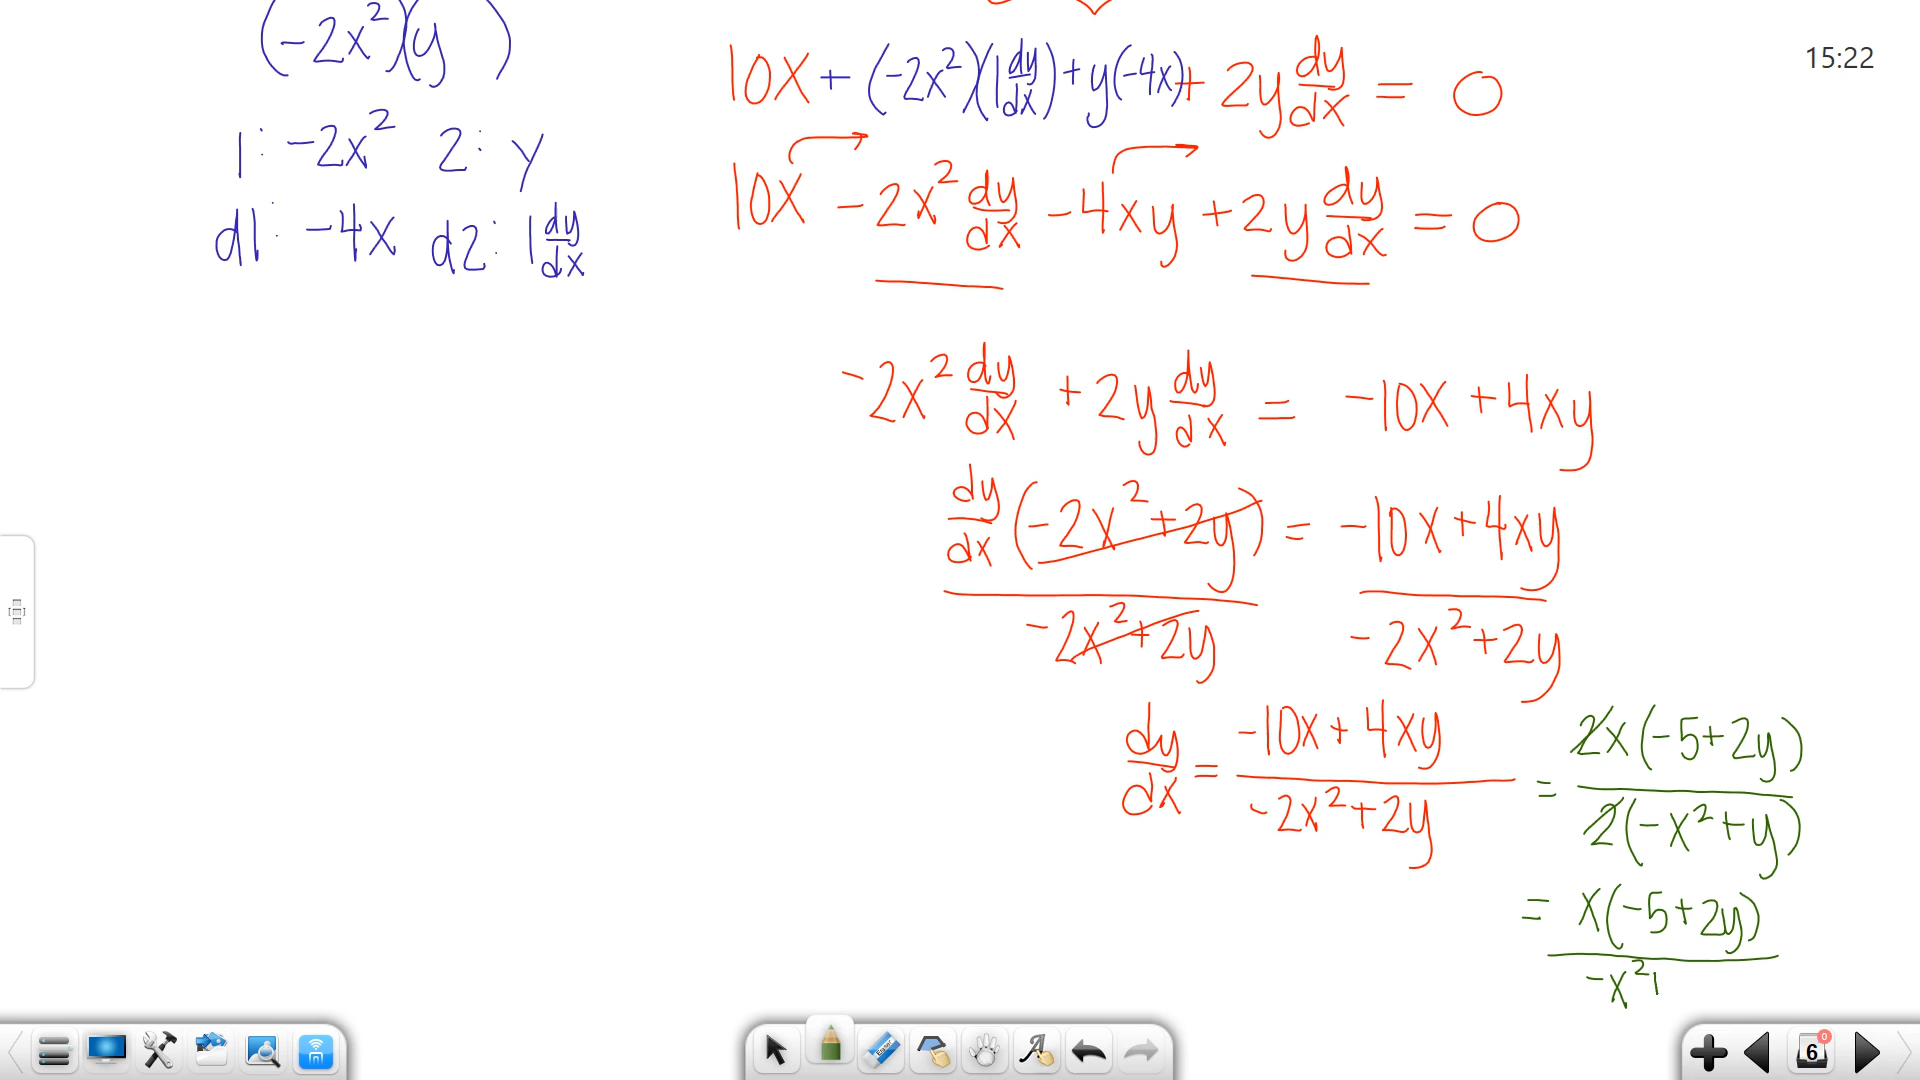 (-2x²)(y )
1: -2x² 2: y
d1: -4x d2: 1 dy/dx
15:22
10x + (-2x²)(1 dy/dx) + y(-4x) + 2y dy/dx = 0
10x - 2x² dy/dx - 4xy + 2y dy/dx = 0
-2x² dy/dx + 2y dy/dx = -10x + 4xy
dy/dx (-2x² + 2y) = -10x + 4xy
-2x² + 2y -2x² + 2y
dy/dx = (-10x + 4xy)/(-2x² + 2y) = 2x(-5 + 2y)/2(-x² + y)
= x(-5 + 2y)
-x²
Eraser
A
6
0